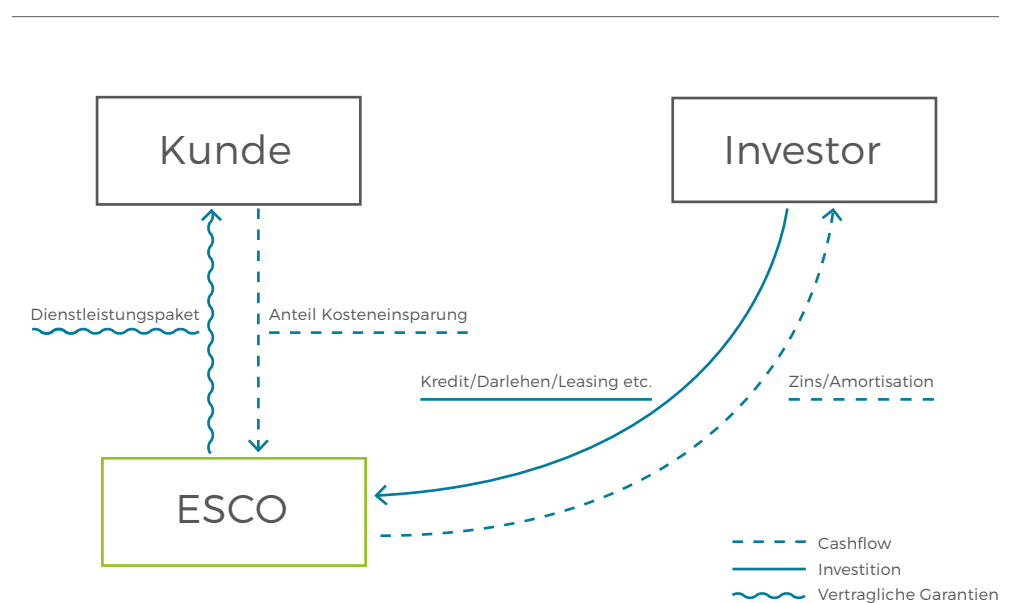 Kunde
Investor
Dienstleistungspaket
Anteil Kosteneinsparung
Kredit/Darlehen/Leasing etc.
Zins/Amortisation
ESCO
Cashflow
Investition
Vertragliche Garantien